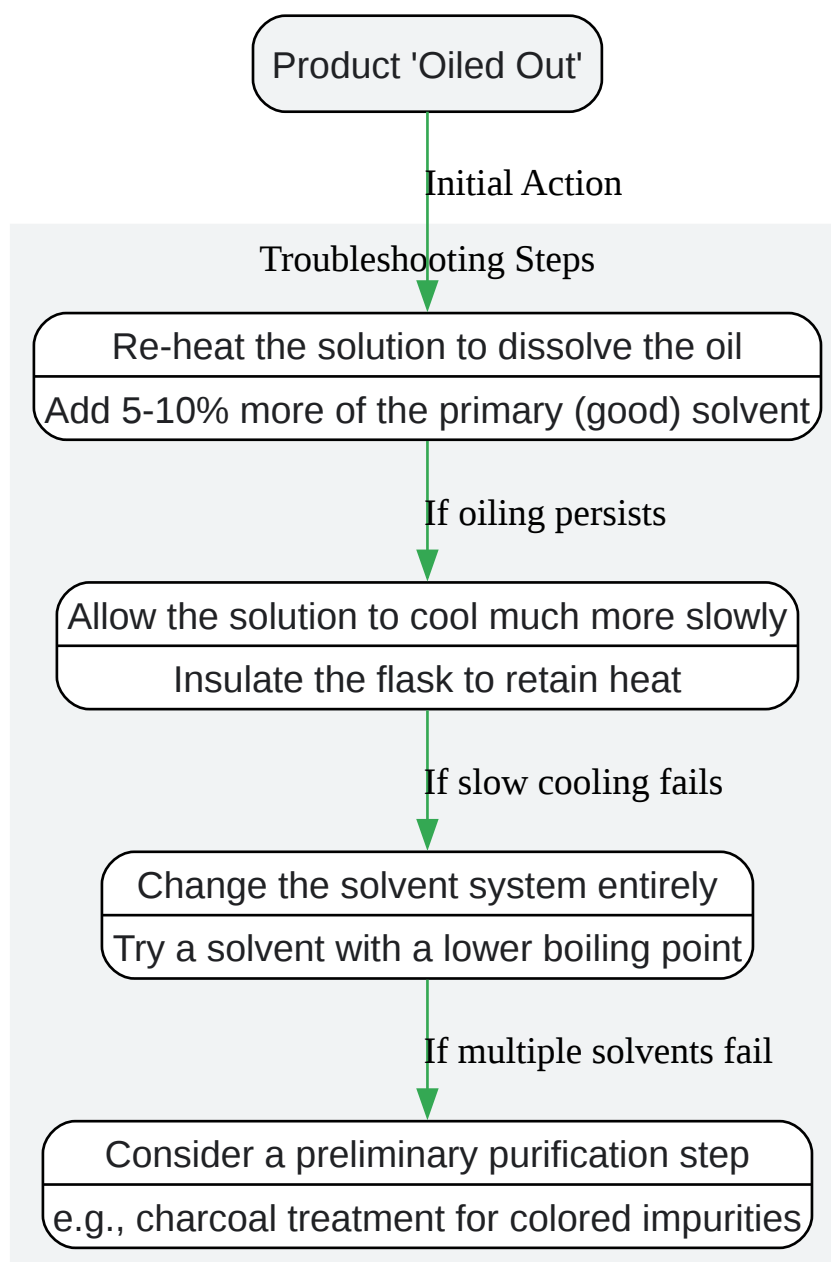 Product 'Oiled Out'
Initial Action
Troubleshooting Steps
Re-heat the solution to dissolve the oil
Add 5-10% more of the primary (good) solvent
If oiling persists
Allow the solution to cool much more slowly
Insulate the flask to retain heat
If slow cooling fails
Change the solvent system entirely
Try a solvent with a lower boiling point
If multiple solvents fail
Consider a preliminary purification step
e.g., charcoal treatment for colored impurities